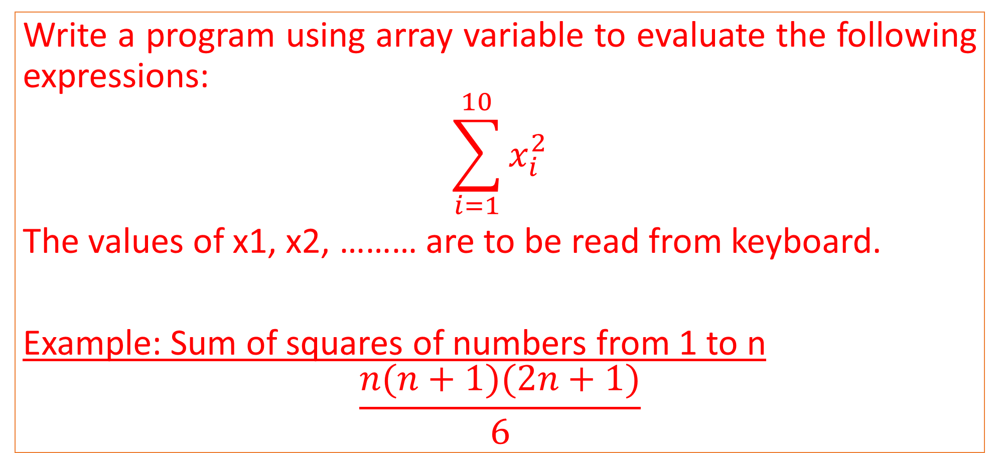 Write a program using array variable to evaluate the following
expressions:
10
∑ x_i^2
i=1
The values of x1, x2, ……… are to be read from keyboard.
Example: Sum of squares of numbers from 1 to n
n(n + 1)(2n + 1)
6